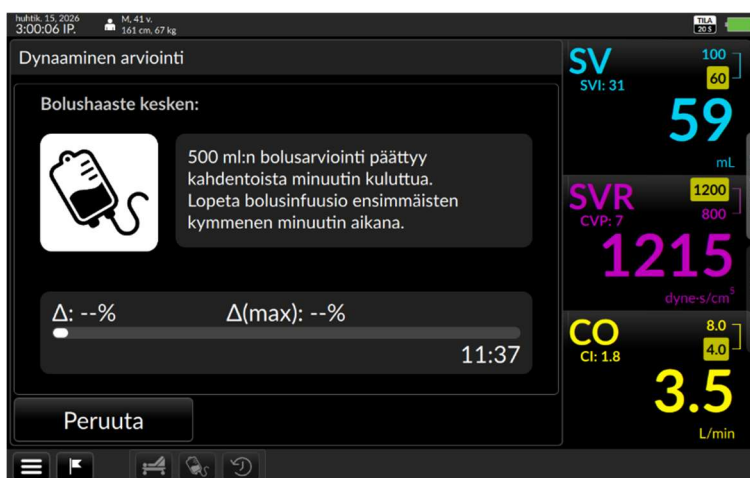 huhtik. 15, 2026
3:00:06 IP.
M, 41 v.
161 cm, 67 kg
TILA
20 S
Dynaaminen arviointi
Bolushaaste kesken:
500 ml:n bolusarviointi päättyy
kahdentoista minuutin kuluttua.
Lopeta bolusinfuusio ensimmäisten
kymmenen minuutin aikana.
Δ: --%
Δ(max): --%
11:37
Peruuta
SV
SVI: 31
100
60
59
mL
SVR
CVP: 7
1200
800
1215
dyne·s/cm⁵
CO
CI: 1.8
8.0
4.0
3.5
L/min